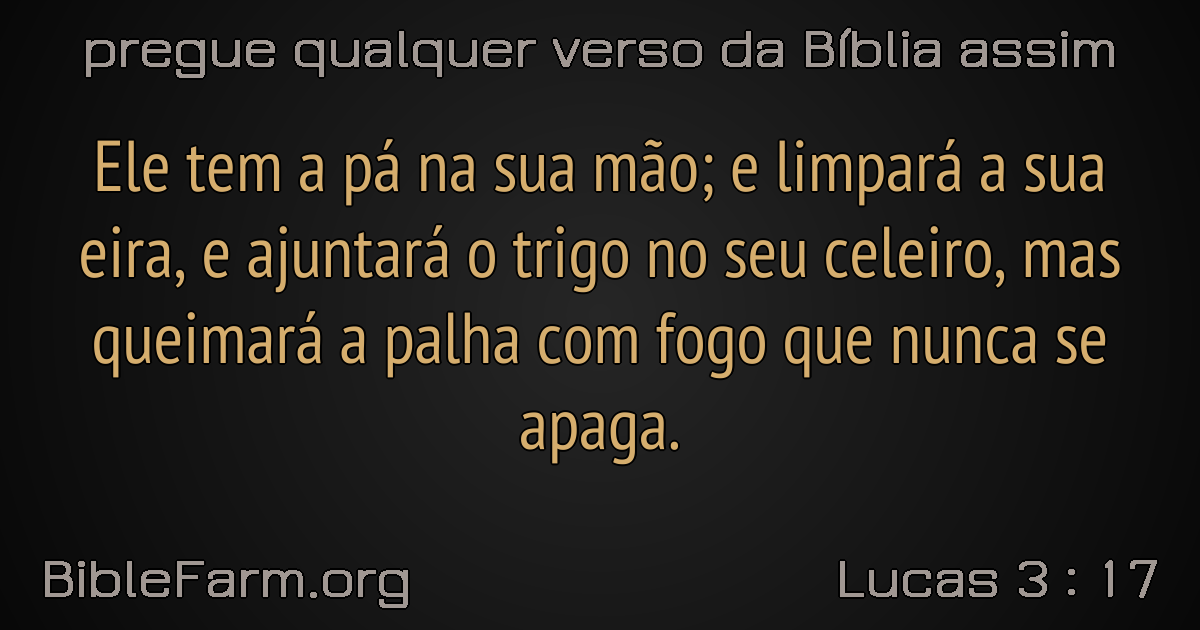 pregue qualquer verso da Bíblia assim
Ele tem a pá na sua mão; e limpará a sua
eira, e ajuntará o trigo no seu celeiro, mas
queimará a palha com fogo que nunca se
apaga.
BibleFarm.org
Lucas 3 : 17